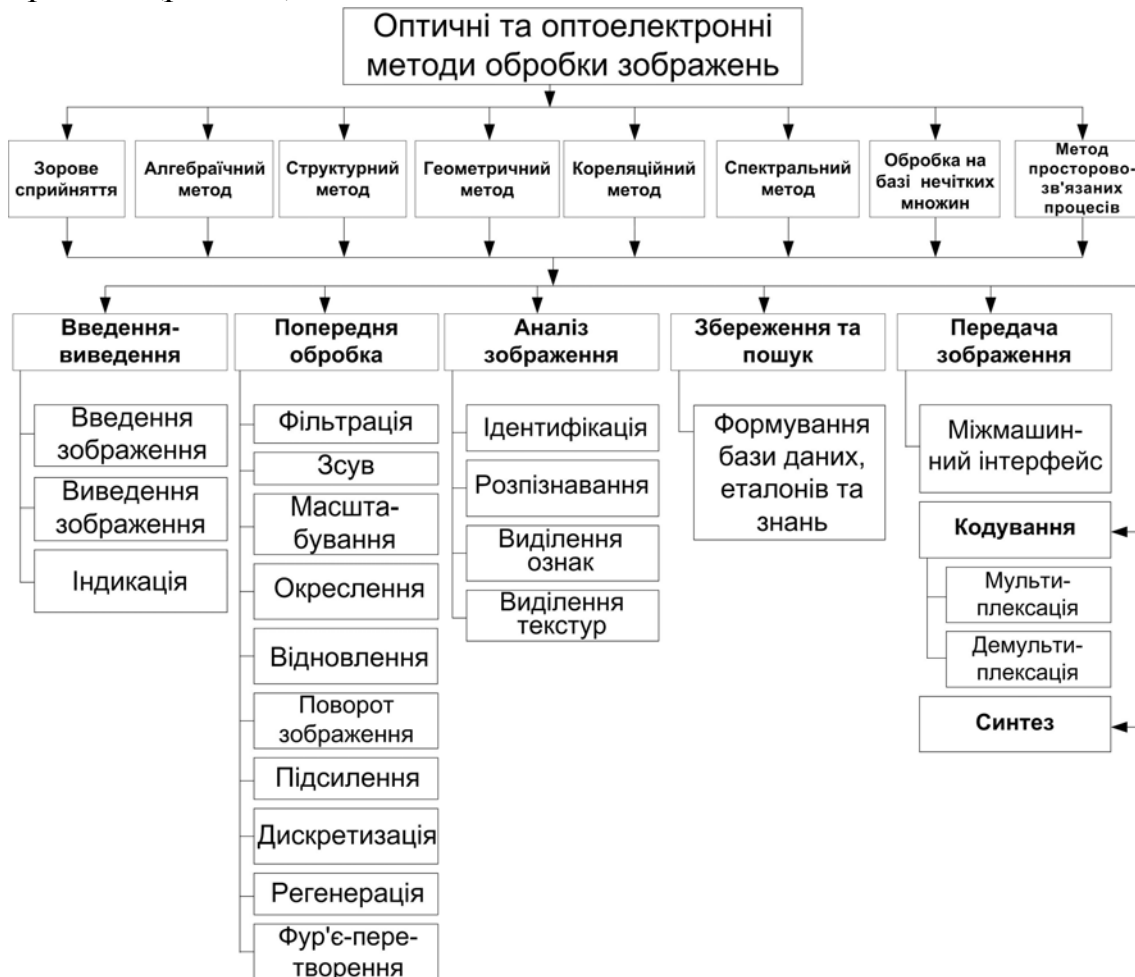 Оптичні та оптоелектронні
методи обробки зображень
Зорове
сприйняття
Алгебраїчний
метод
Структурний
метод
Геометричний
метод
Кореляційний
метод
Спектральний
метод
Обробка на
базі нечітких
множин
Метод
просторово-
зв'язаних
процесів
Введення-
виведення
Введення
зображення
Виведення
зображення
Індикація
Попередня
обробка
Фільтрація
Зсув
Масшта-
бування
Окреслення
Відновлення
Поворот
зображення
Підсилення
Дискретизація
Регенерація
Фур'є-пере-
творення
Аналіз
зображення
Ідентифікація
Розпізнавання
Виділення
ознак
Виділення
текстур
Збереження та
пошук
Формування
бази даних,
еталонів та
знань
Передача
зображення
Міжмашин-
ний інтерфейс
Кодування
Мульти-
плексація
Демульти-
плексація
Синтез